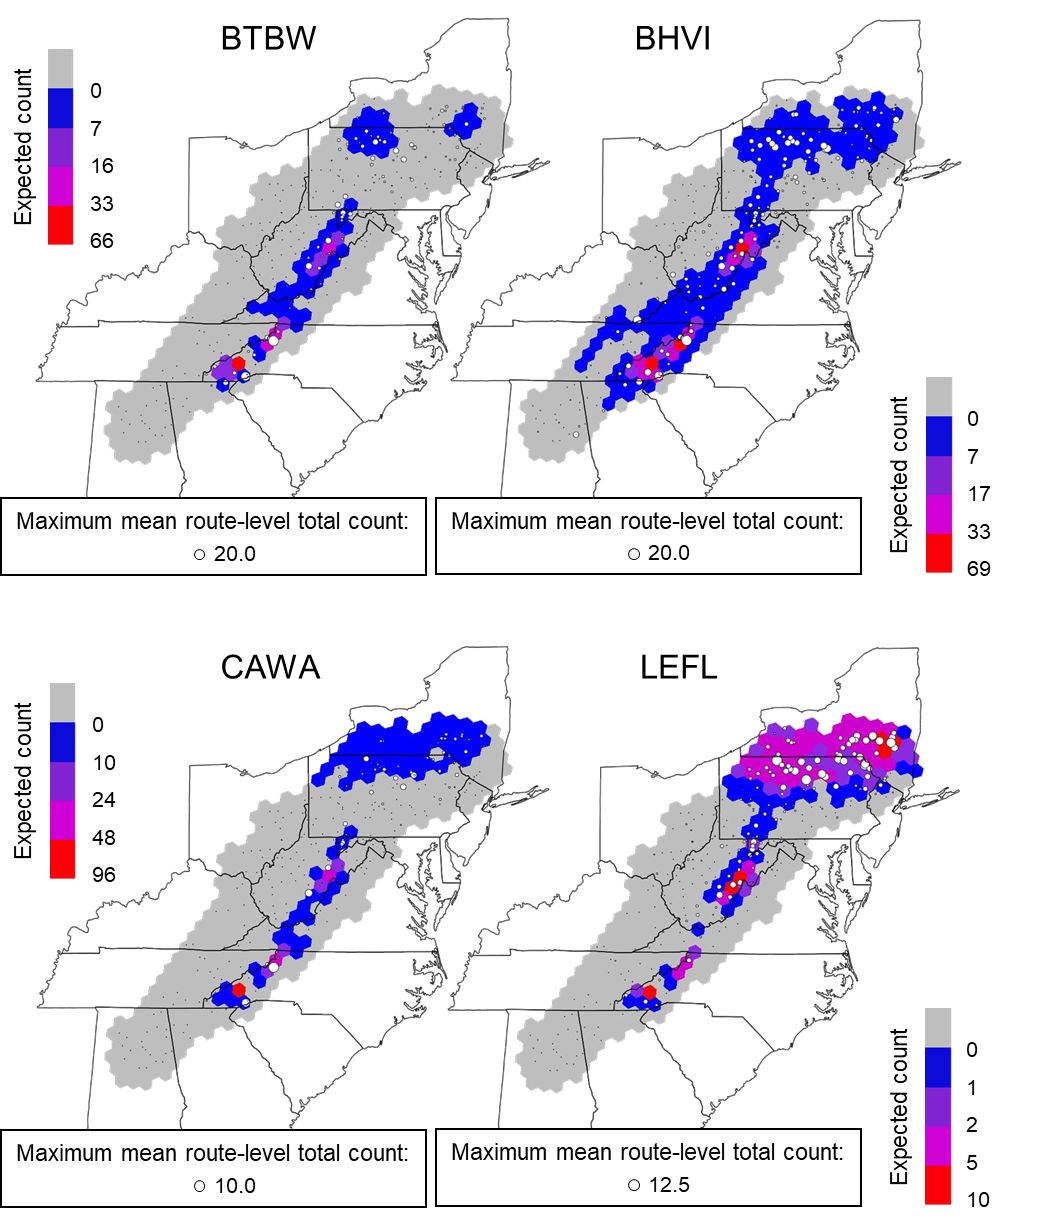 BTBW
BHVI
Expected count
0
7
16
33
66
Expected count
0
7
17
33
69
Maximum mean route-level total count:
20.0
Maximum mean route-level total count:
20.0
CAWA
LEFL
Expected count
0
10
24
48
96
Expected count
0
1
2
5
10
Maximum mean route-level total count:
10.0
Maximum mean route-level total count:
12.5